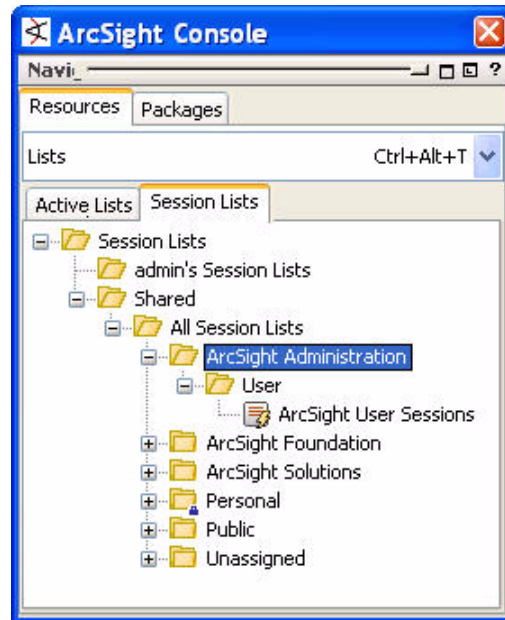 ArcSight Console
Navi
?
Resources Packages
Lists Ctrl+Alt+T
Active Lists Session Lists
Session Lists
admin's Session Lists
Shared
All Session Lists
ArcSight Administration
User
ArcSight User Sessions
ArcSight Foundation
ArcSight Solutions
Personal
Public
Unassigned